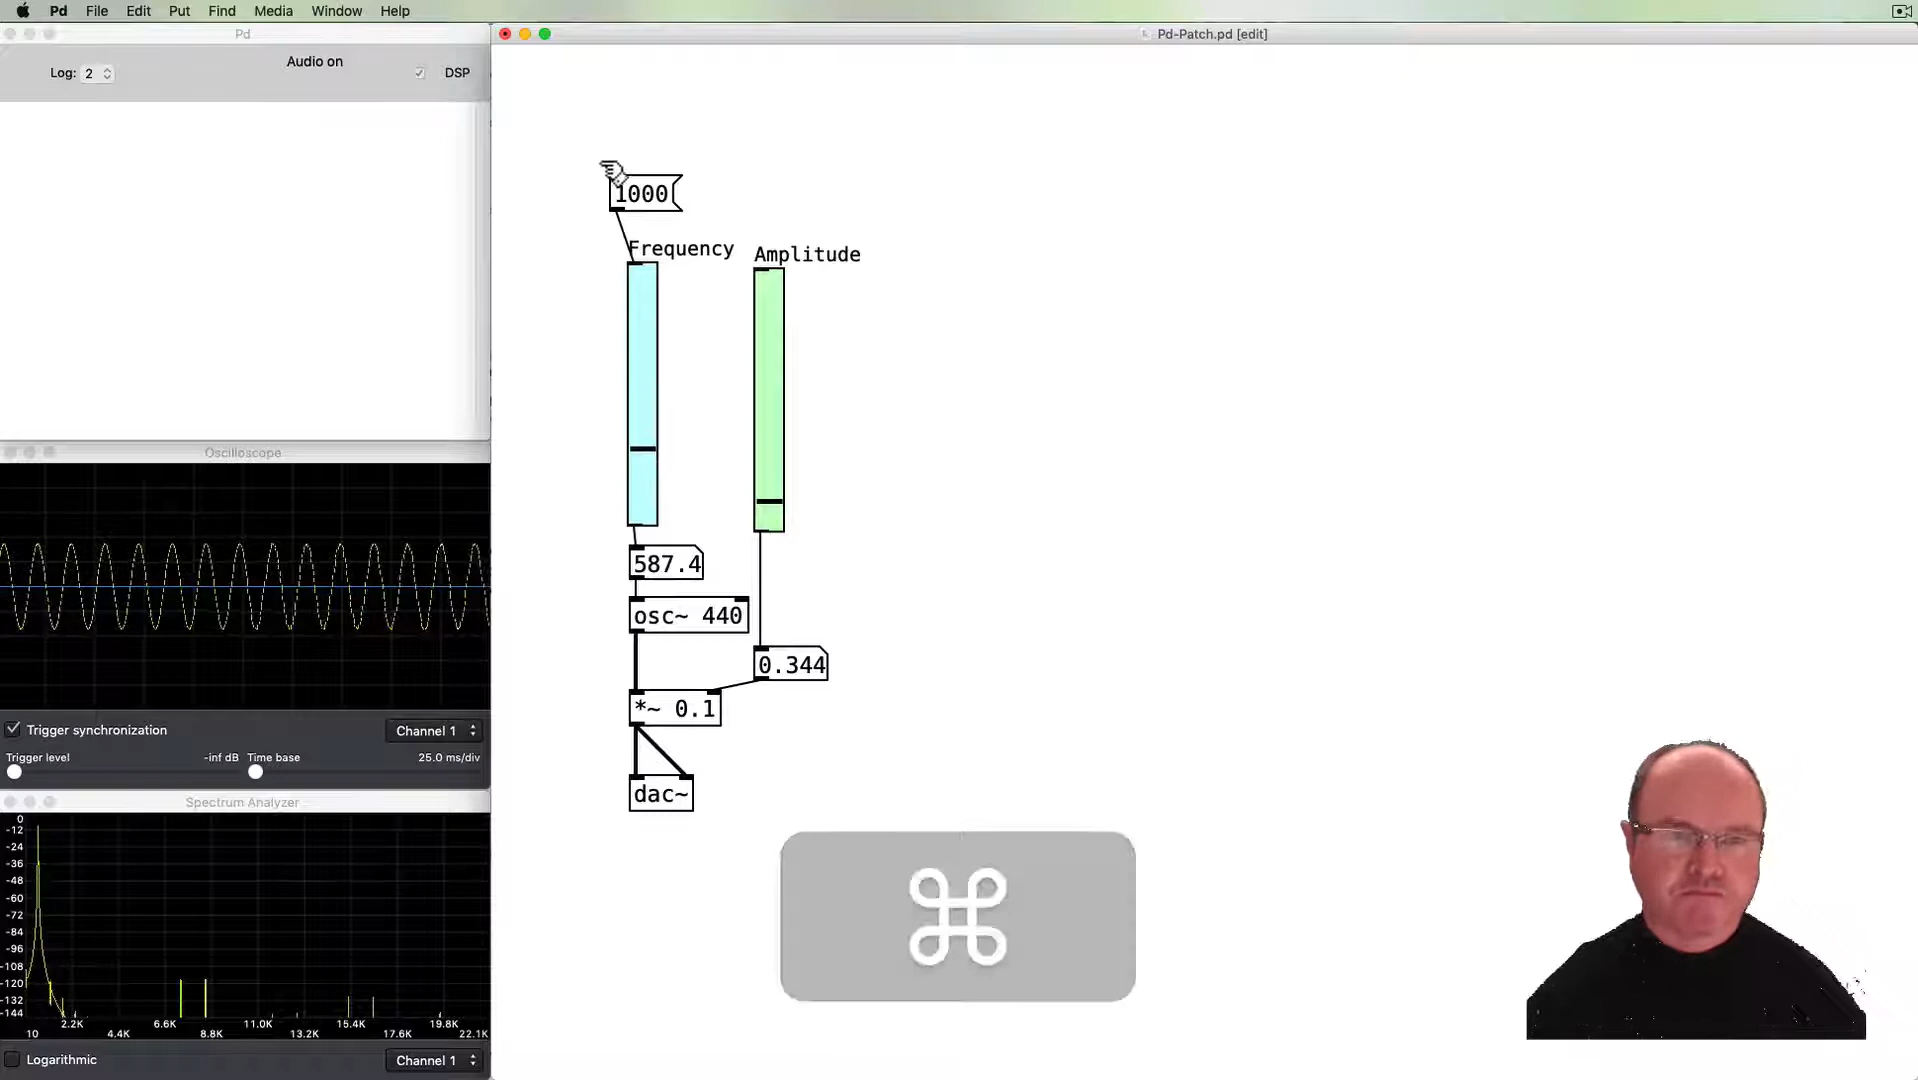 Pd File Edit Put Find Media Window Help
Pd
Log: 2
Audio on
DSP
Pd-Patch.pd [edit]
1000
Frequency
Amplitude
587.4
osc~ 440
0.344
*~ 0.1
dac~
Oscilloscope
Trigger synchronization
Channel 1
Trigger level
-inf dB
Time base
25.0 ms/div
Spectrum Analyzer
0
-12
-24
-36
-48
-60
-72
-84
-96
-108
-120
-132
-144
10
2.2K
4.4K
6.6K
8.8K
11.0K
13.2K
15.4K
17.6K
19.8K
22.1K
Logarithmic
Channel 1